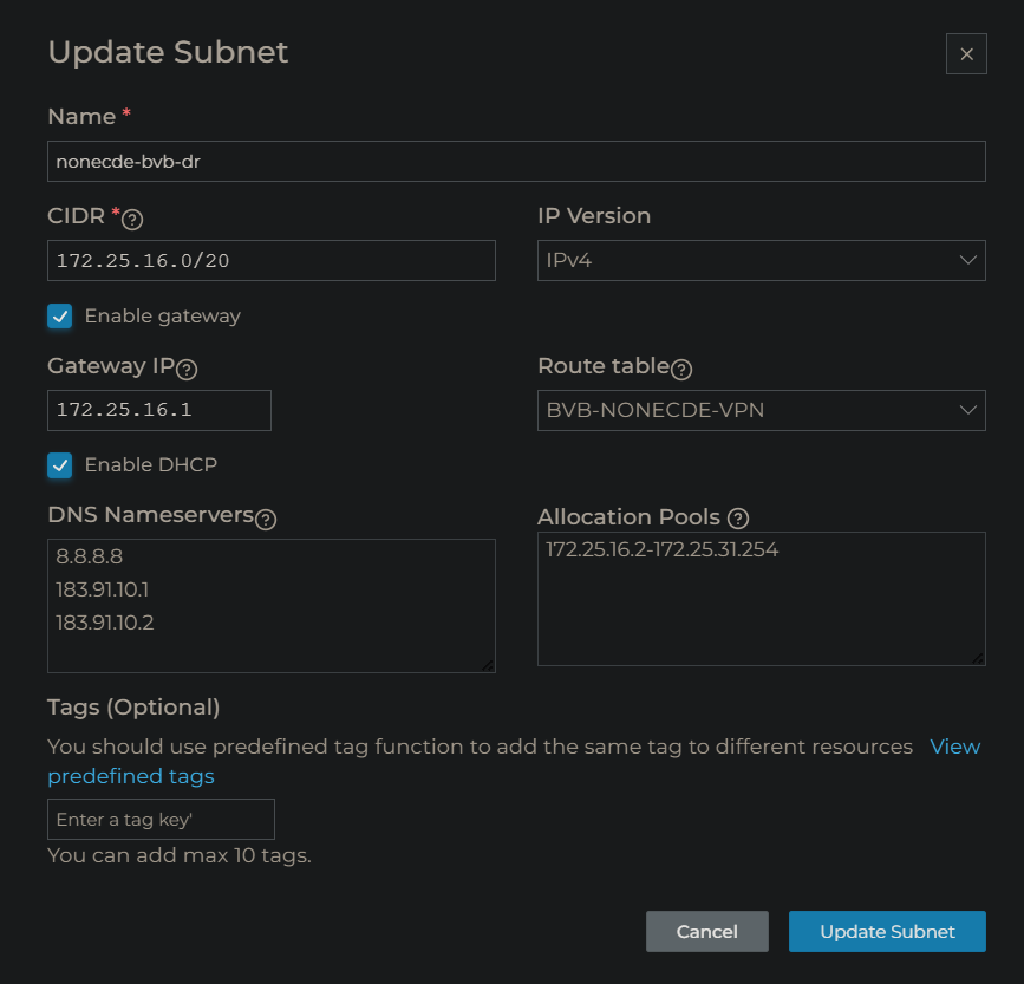 Update Subnet
Name *
nonecde-bvb-dr
CIDR *
IP Version
172.25.16.0/20
IPv4
Enable gateway
Gateway IP
Route table
172.25.16.1
BVB-NONECDE-VPN
Enable DHCP
DNS Nameservers
Allocation Pools
8.8.8.8
183.91.10.1
183.91.10.2
172.25.16.2-172.25.31.254
Tags (Optional)
You should use predefined tag function to add the same tag to different resources View
predefined tags
Enter a tag key'
You can add max 10 tags.
Cancel
Update Subnet